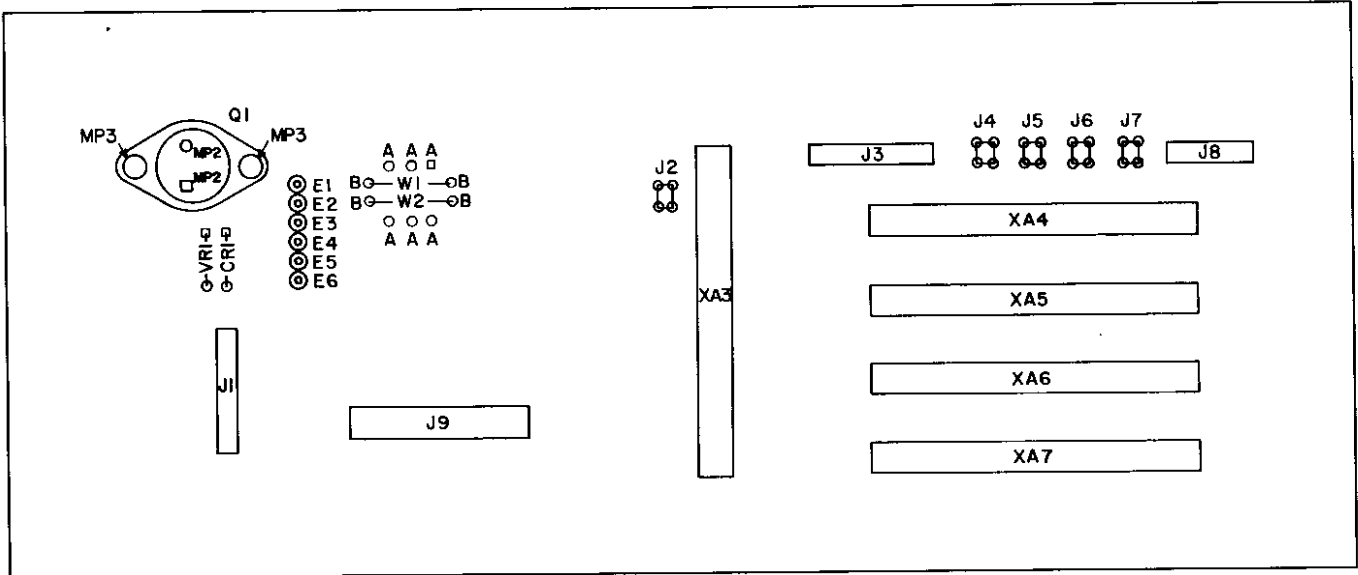 Q1
MP3
MP3
MP2
MP2
A A A
E1
B W1 B
E2
B W2 B
E3
E4
A A A
E5
E6
VR1
CR1
J1
J9
J2
XA3
J3
J4 J5 J6 J7
J8
XA4
XA5
XA6
XA7